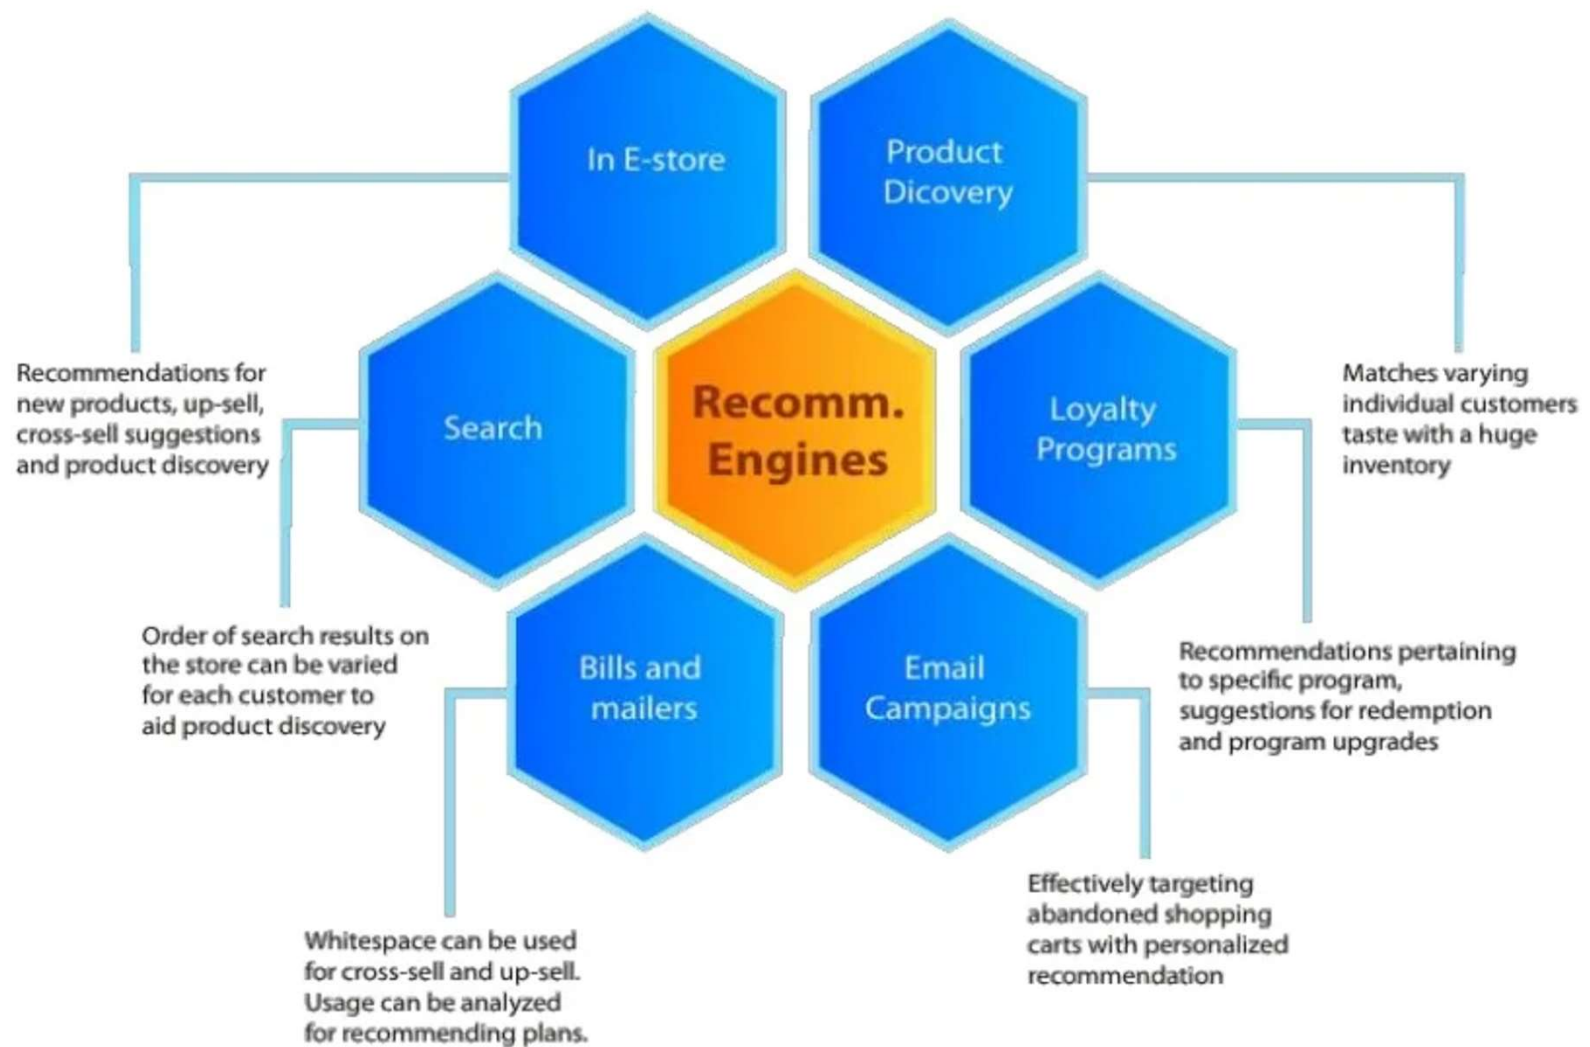 In E-store
Product
Dicovery
Recommendations for
new products, up-sell,
cross-sell suggestions
and product discovery
Matches varying
individual customers
taste with a huge
inventory
Search
Recomm.
Engines
Loyalty
Programs
Order of search results on
the store can be varied
for each customer to
aid product discovery
Recommendations pertaining
to specific program,
suggestions for redemption
and program upgrades
Bills and
mailers
Email
Campaigns
Whitespace can be used
for cross-sell and up-sell.
Usage can be analyzed
for recommending plans.
Effectively targeting
abandoned shopping
carts with personalized
recommendation